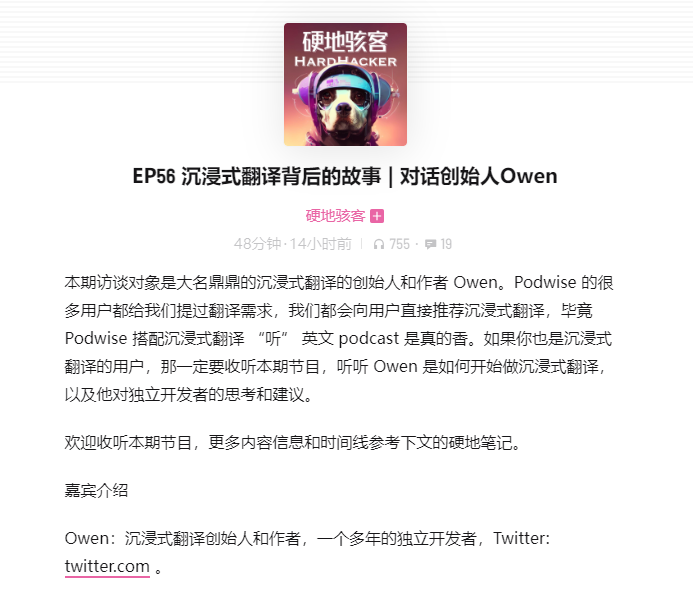 硬地骇客
HARDHACKER
EP56 沉浸式翻译背后的故事 | 对话创始人Owen
硬地骇客
48分钟 · 14小时前 755 · 19
本期访谈对象是大名鼎鼎的沉浸式翻译的创始人和作者 Owen。Podwise 的很
多用户都给我们提过翻译需求，我们都会向用户直接推荐沉浸式翻译，毕竟
Podwise 搭配沉浸式翻译 “听” 英文 podcast 是真的香。如果你也是沉浸式
翻译的用户，那一定要收听本期节目，听听 Owen 是如何开始做沉浸式翻译，
以及他对独立开发者的思考和建议。
欢迎收听本期节目，更多内容信息和时间线参考下文的硬地笔记。
嘉宾介绍
Owen：沉浸式翻译创始人和作者，一个多年的独立开发者，Twitter:
twitter.com 。